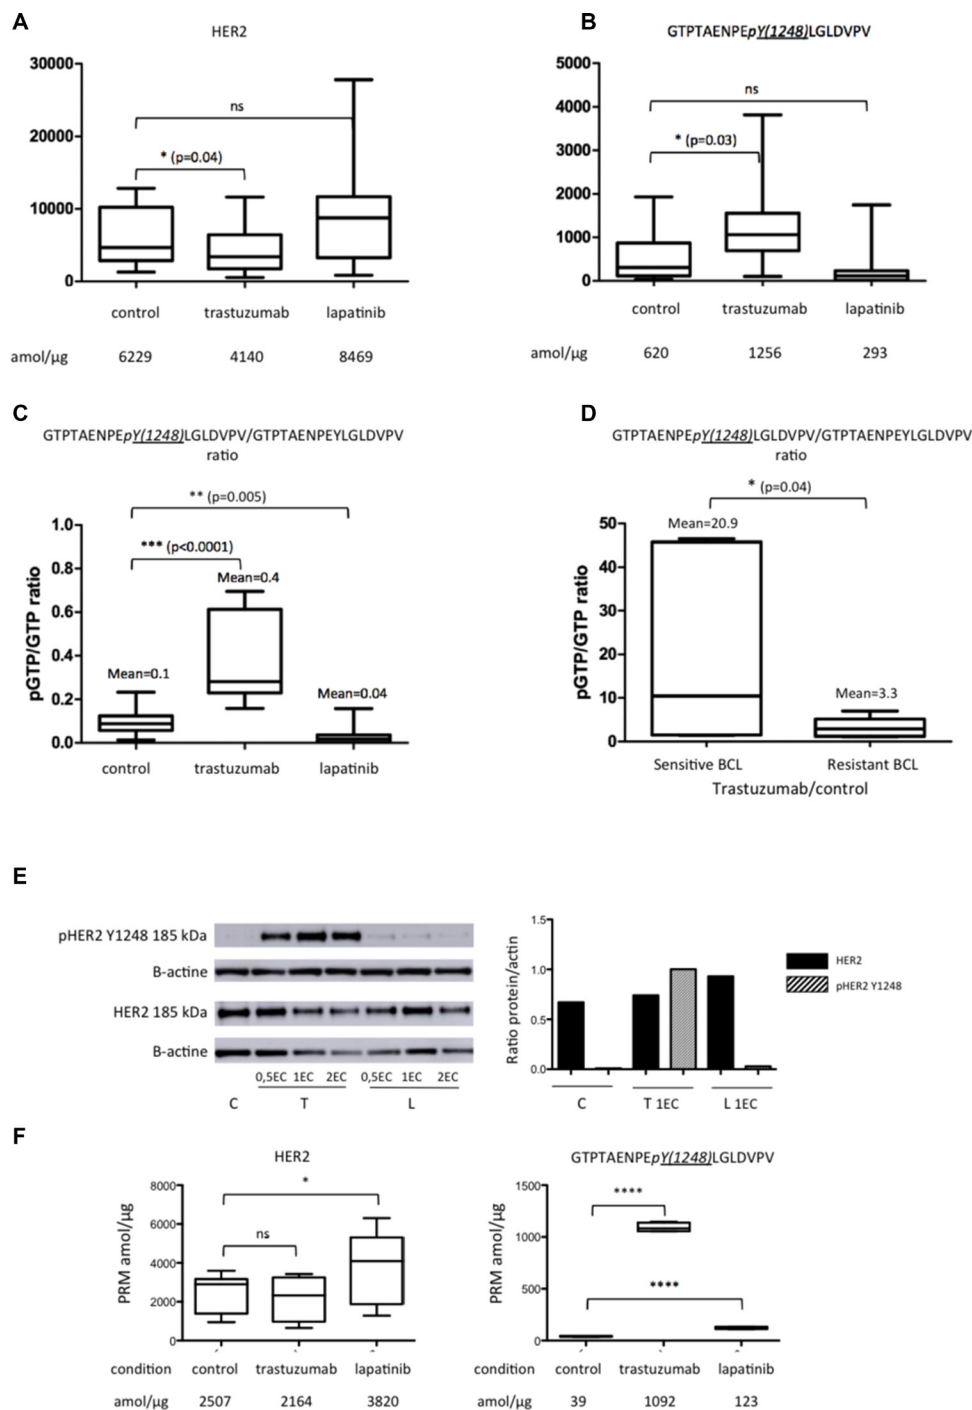 A
HER2
30000
20000
10000
0
ns
* (p=0.04)
control trastuzumab lapatinib
amol/µg 6229 4140 8469
B
GTPTAENPEpY(1248)LGLDVPV
5000
4000
3000
2000
1000
0
ns
* (p=0.03)
control trastuzumab lapatinib
amol/µg 620 1256 293
C
GTPTAENPEpY(1248)LGLDVPV/GTPTAENPEYLGLDVPV
ratio
** (p=0.005)
*** (p<0.0001)
pGTP/GTP ratio
1.0
0.8
0.6
0.4
0.2
0.0
Mean=0.1
Mean=0.4
Mean=0.04
control trastuzumab lapatinib
D
GTPTAENPEpY(1248)LGLDVPV/GTPTAENPEYLGLDVPV
ratio
* (p=0.04)
pGTP/GTP ratio
50
40
30
20
10
0
Mean=20.9
Mean=3.3
Sensitive BCL Resistant BCL
Trastuzumab/control
E
pHER2 Y1248 185 kDa
B-actine
HER2 185 kDa
B-actine
0,5EC 1EC 2EC 0,5EC 1EC 2EC
C T L
Ratio protein/actin
1.5
1.0
0.5
0.0
C T 1EC L 1EC
HER2
pHER2 Y1248
F
HER2
PRM amol/µg
8000
6000
4000
2000
0
*
ns
condition control trastuzumab lapatinib
amol/µg 2507 2164 3820
GTPTAENPEpY(1248)LGLDVPV
PRM amol/µg
1500
1000
500
0
****
****
condition control trastuzumab lapatinib
amol/µg 39 1092 123